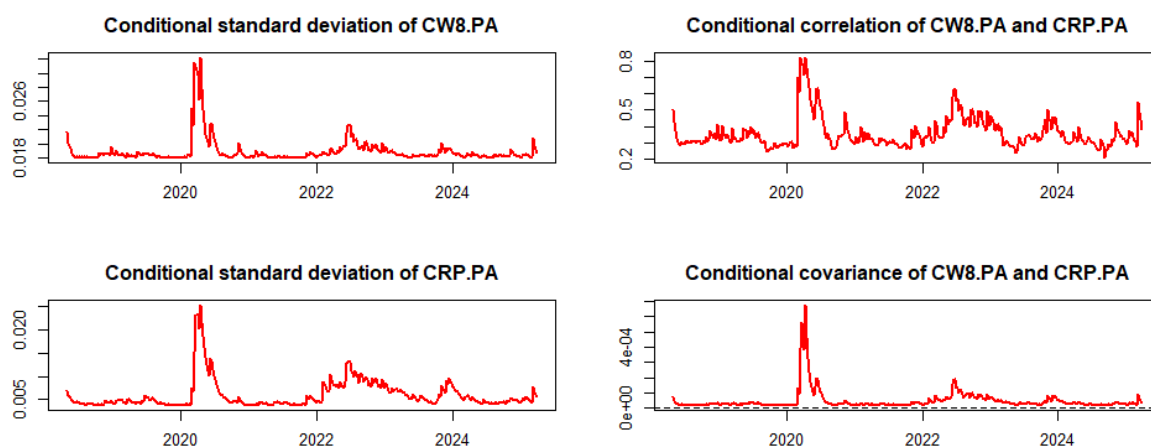 Conditional standard deviation of CW8.PA
0.026
0.018
2020 2022 2024
Conditional correlation of CW8.PA and CRP.PA
0.8
0.5
0.2
2020 2022 2024
Conditional standard deviation of CRP.PA
0.020
0.005
2020 2022 2024
Conditional covariance of CW8.PA and CRP.PA
4e-04
0e+00
2020 2022 2024